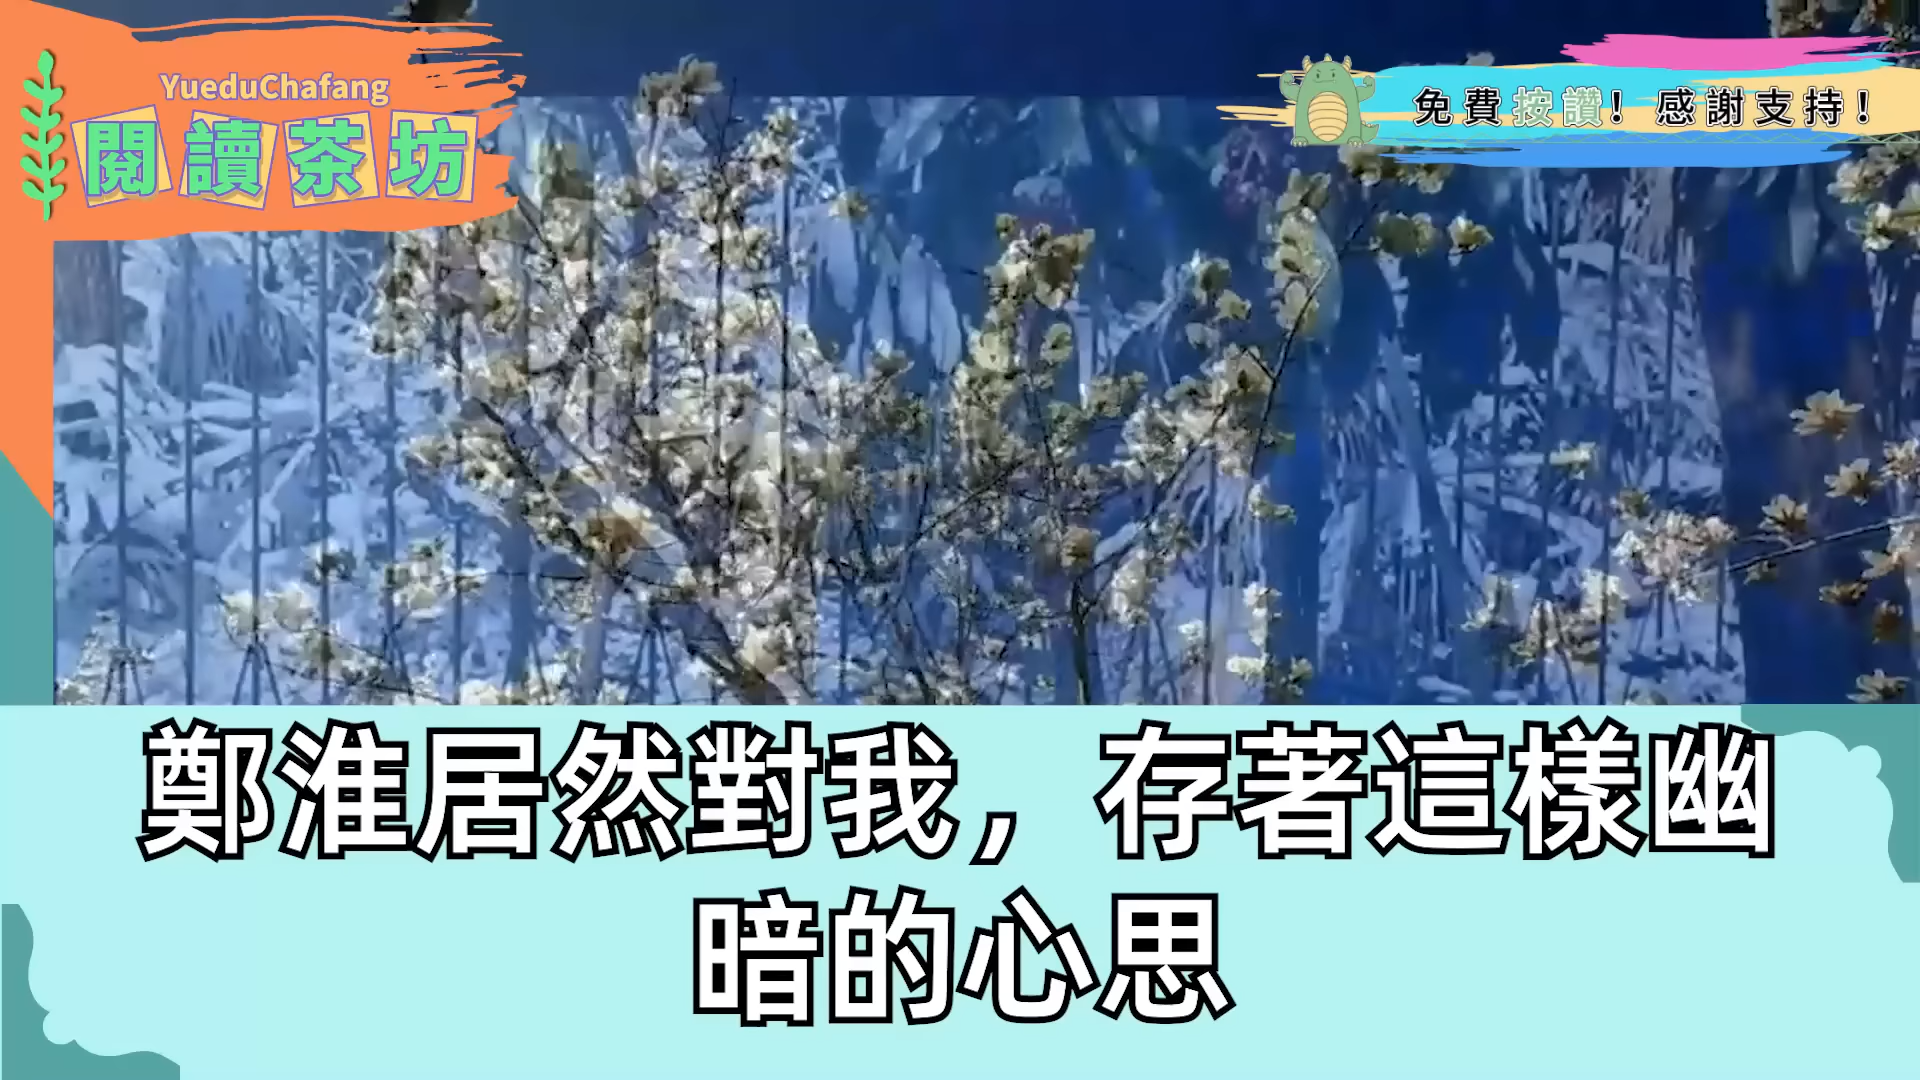 YueduChafang
閱讀茶坊
免費按讚！感謝支持！
鄭淮居然對我，存著這樣幽
暗的心思